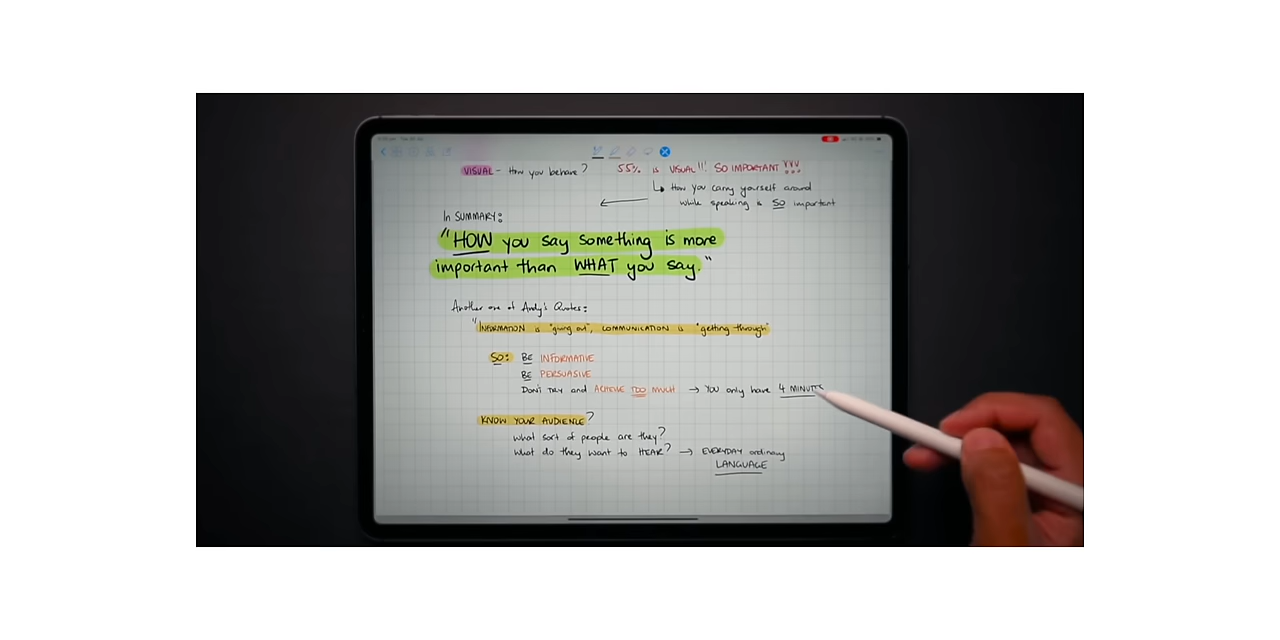 VISUAL - How you behave? 55% is VISUAL!!! SO IMPORTANT !!!
↳ How you carry yourself around
while speaking is SO important
In SUMMARY:
"HOW you say something is more
important than WHAT you say."
Another one of Andy's Quotes:
"INFORMATION is "giving out", COMMUNICATION is "getting through"
SO: BE INFORMATIVE
BE PERSUASIVE
DON'T TRY and ACHIEVE TOO MUCH → YOU only have 4 MINUTE
KNOW YOUR AUDIENCE?
What sort of people are they?
What do they want to HEAR? → EVERYDAY ordinary
LANGUAGE